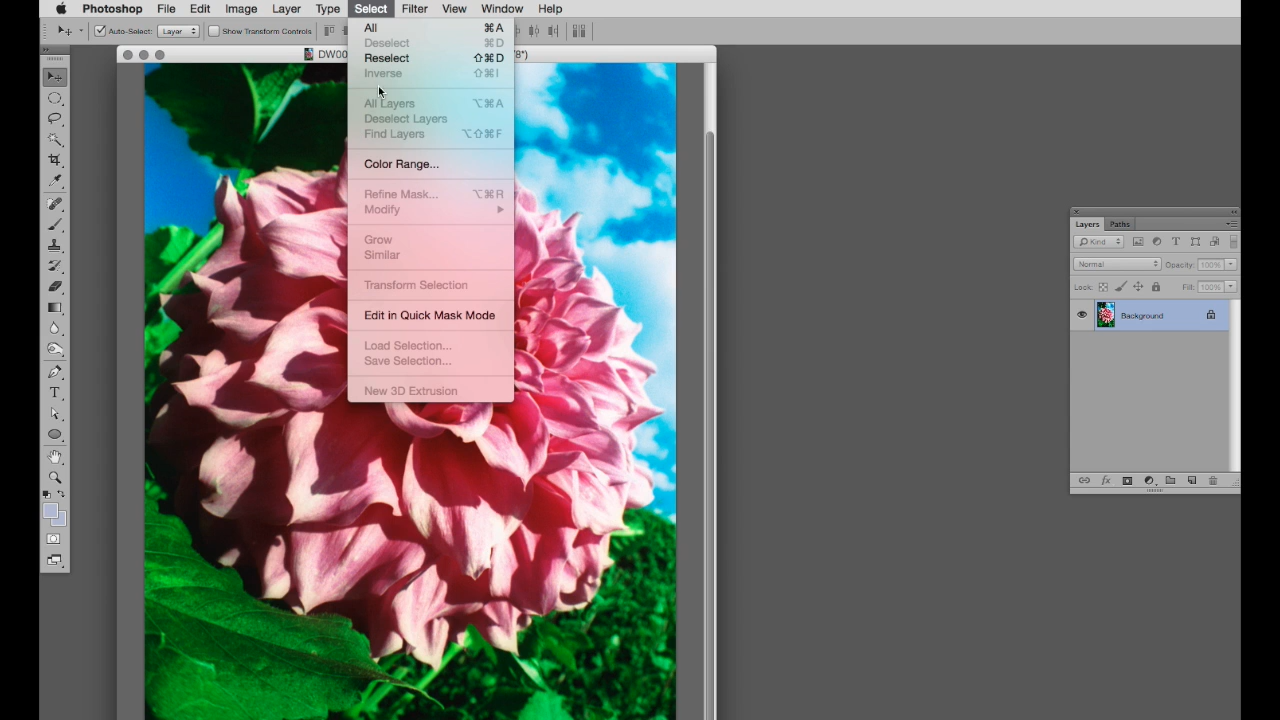 Photoshop File Edit Image Layer Type Select Filter View Window Help
Auto-Select: Layer Show Transform Controls
DW00 /8*)
All ⌘A
Deselect ⌘D
Reselect ⇧⌘D
Inverse ⇧⌘I
All Layers ⌥⌘A
Deselect Layers
Find Layers ⌥⇧⌘F
Color Range...
Refine Mask... ⌥⌘R
Modify
Grow
Similar
Transform Selection
Edit in Quick Mask Mode
Load Selection...
Save Selection...
New 3D Extrusion
Layers Paths
Kind
Normal Opacity: 100%
Lock: Fill: 100%
Background